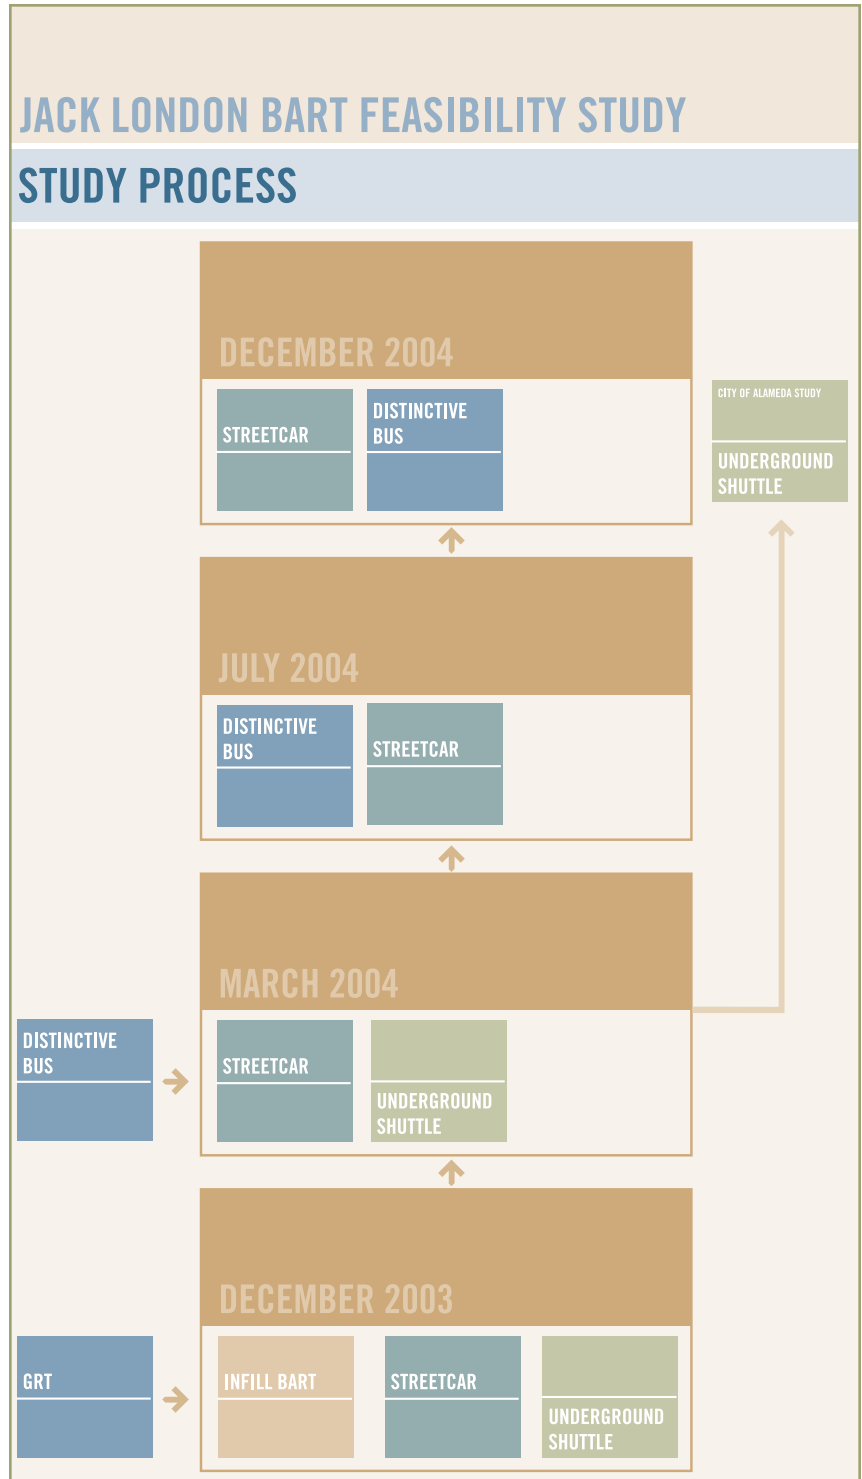 JACK LONDON BART FEASIBILITY STUDY
STUDY PROCESS
DECEMBER 2004
STREETCAR
DISTINCTIVE
BUS
CITY OF ALAMEDA STUDY
UNDERGROUND
SHUTTLE
JULY 2004
DISTINCTIVE
BUS
STREETCAR
MARCH 2004
DISTINCTIVE
BUS
STREETCAR
UNDERGROUND
SHUTTLE
DECEMBER 2003
GRT
INFILL BART
STREETCAR
UNDERGROUND
SHUTTLE